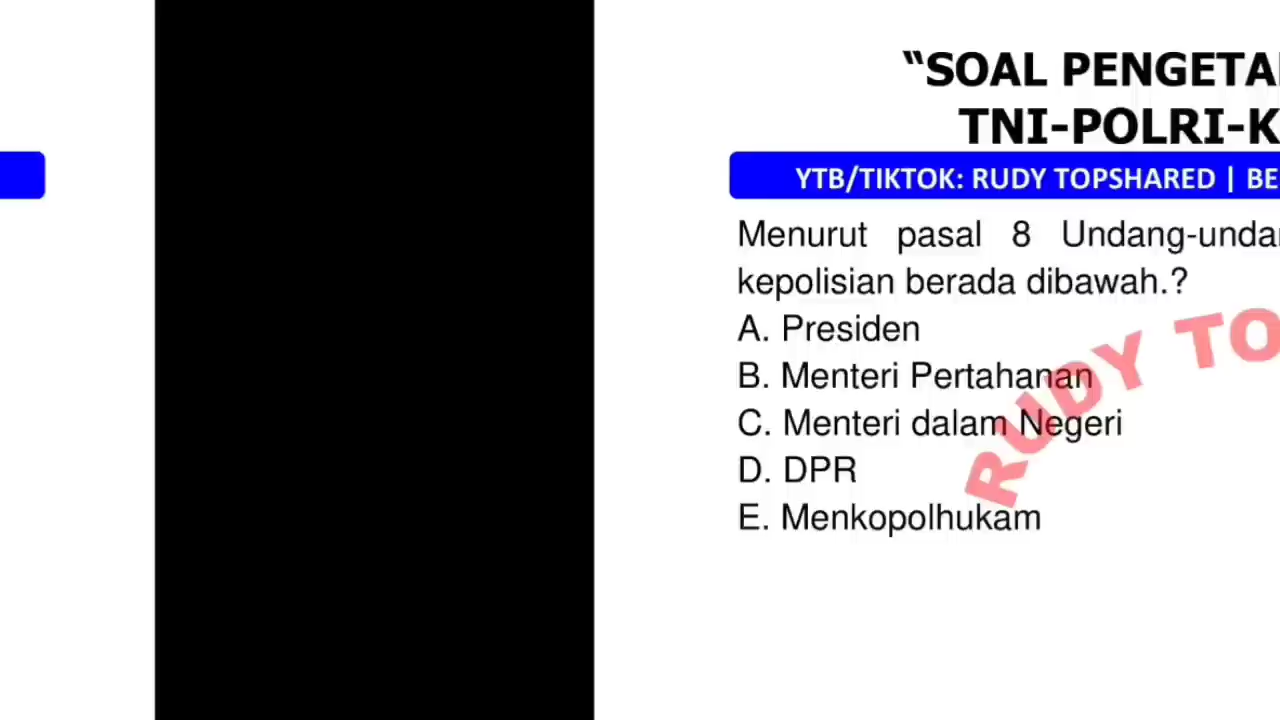 “SOAL PENGETA
TNI-POLRI-K
YTB/TIKTOK: RUDY TOPSHARED | BE
Menurut pasal 8 Undang-undan
kepolisian berada dibawah.?
A. Presiden
B. Menteri Pertahanan
C. Menteri dalam Negeri
D. DPR
E. Menkopolhukam
RUDY TO